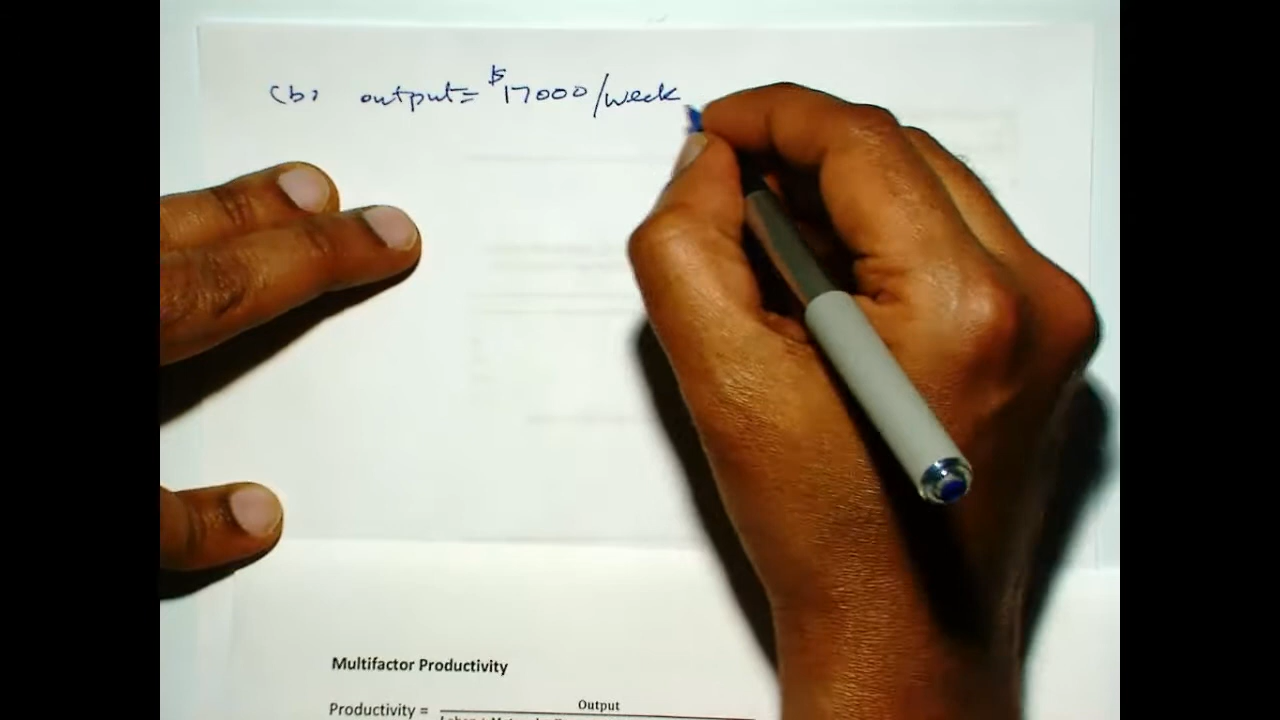 (b) output = $17000/week
Multifactor Productivity
Output
Productivity =